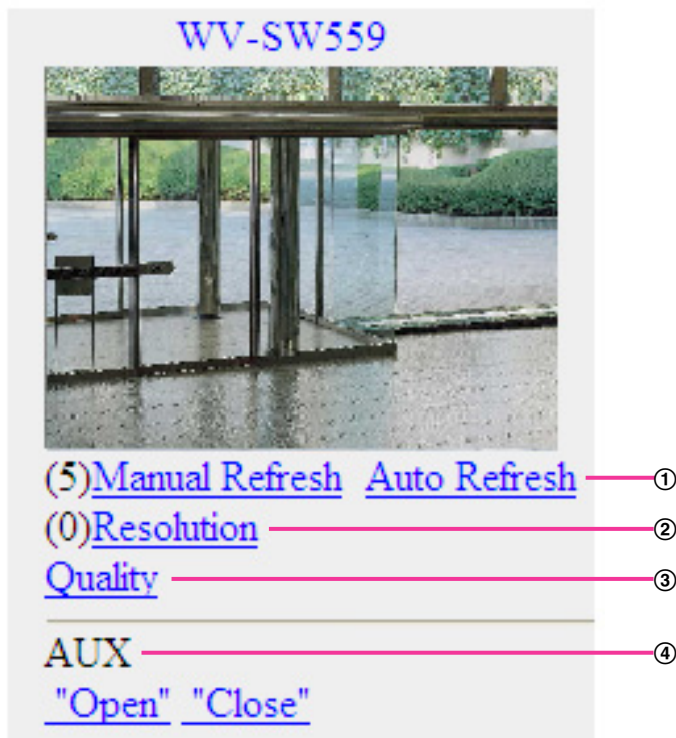 WV-SW559
(5)Manual Refresh Auto Refresh ①
(0)Resolution ②
Quality ③
AUX ④
"Open" "Close"